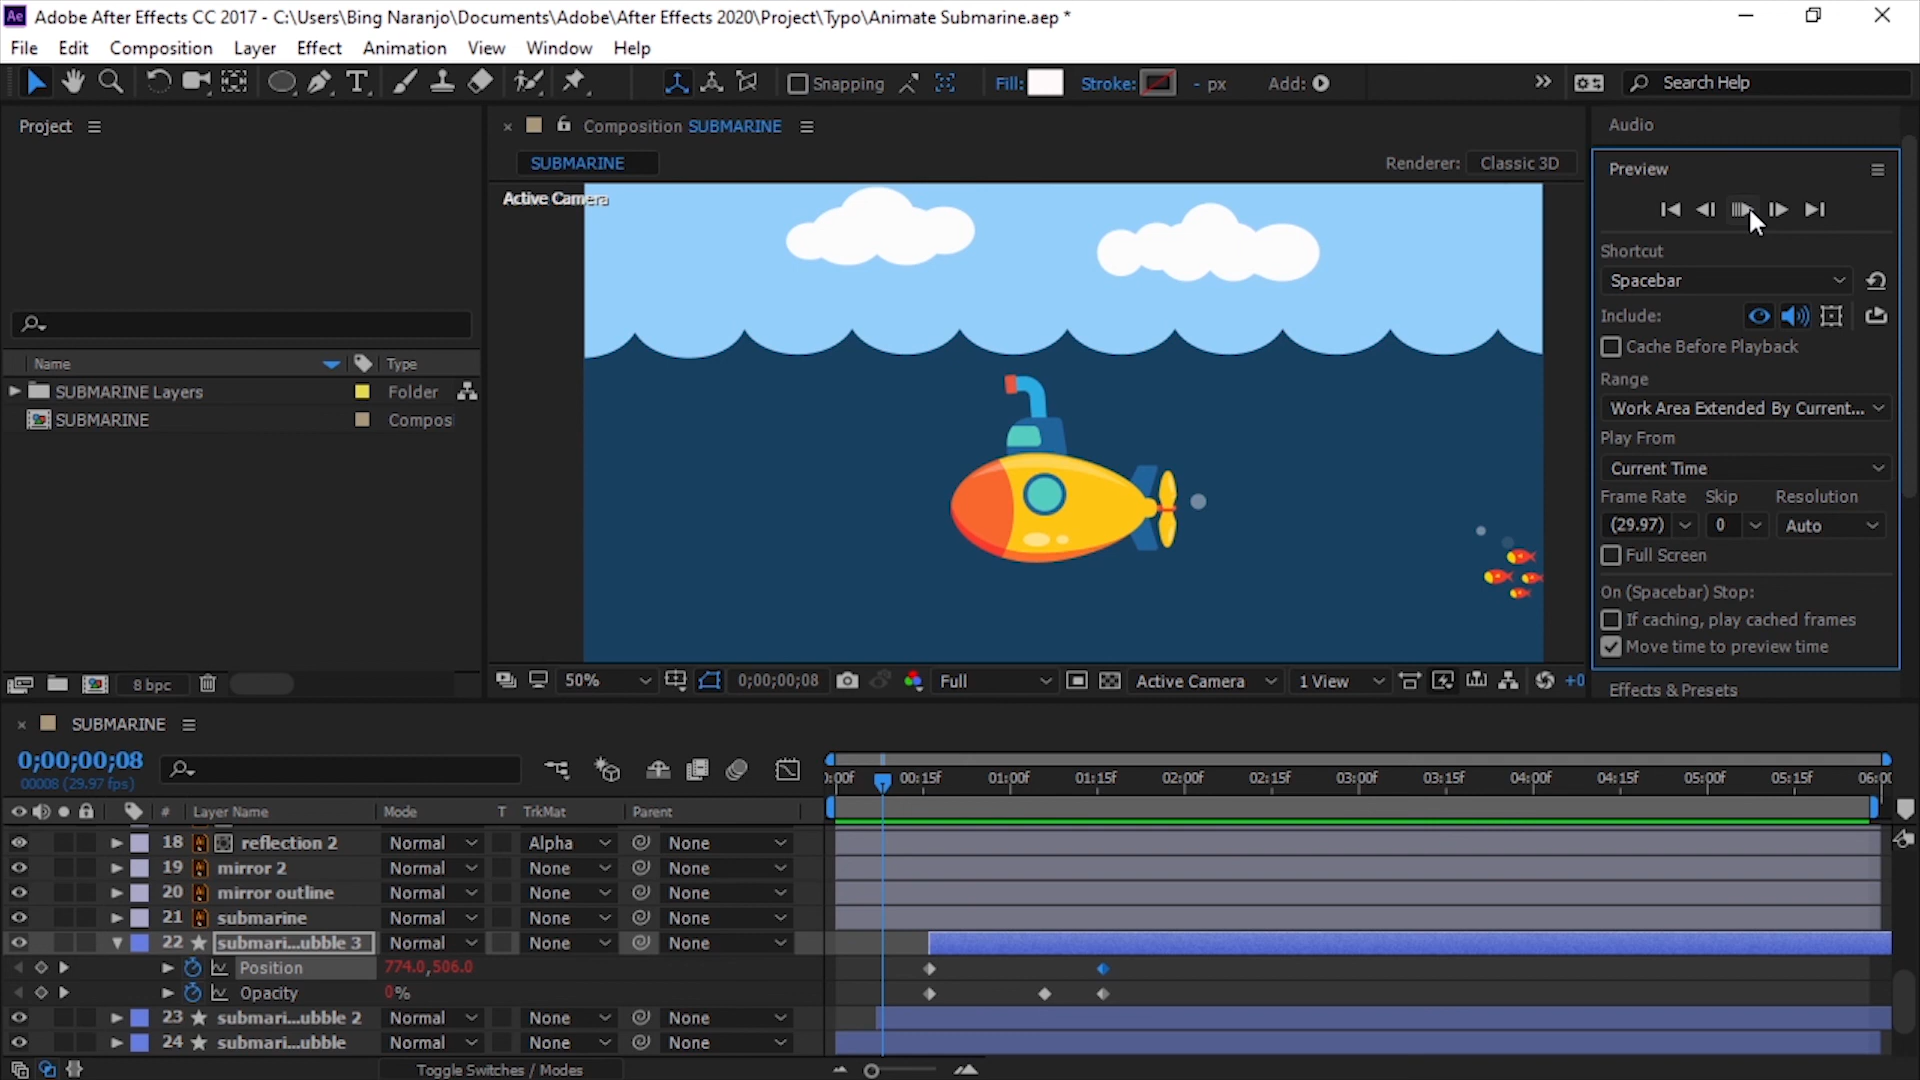 Ae Adobe After Effects CC 2017 - C:\Users\Bing Naranjo\Documents\Adobe\After Effects 2020\Project\Typo\Animate Submarine.aep *
File Edit Composition Layer Effect Animation View Window Help
Snapping Fill: Stroke: - px Add: Search Help
Project
Composition SUBMARINE
Audio
SUBMARINE
Renderer: Classic 3D
Active Camera
Preview
Shortcut
Spacebar
Include:
Cache Before Playback
Range
Work Area Extended By Current...
Play From
Current Time
Frame Rate Skip Resolution
(29.97) 0 Auto
Full Screen
On (Spacebar) Stop:
If caching, play cached frames
Move time to preview time
Effects & Presets
Name Type
SUBMARINE Layers Folder
SUBMARINE Compos
8 bpc
50% 0;00;00;08 Full Active Camera 1 View +0
SUBMARINE
0;00;00;08
00008 (29.97 fps)
:00f 00:15f 01:00f 01:15f 02:00f 02:15f 03:00f 03:15f 04:00f 04:15f 05:00f 05:15f 06:00
# Layer Name Mode T TrkMat Parent
18 reflection 2 Normal Alpha None
19 mirror 2 Normal None None
20 mirror outline Normal None None
21 submarine Normal None None
22 submari...ubble 3 Normal None None
Position 774.0,506.0
Opacity 0%
23 submari...ubble 2 Normal None None
24 submari...ubble Normal None None
Toggle Switches / Modes